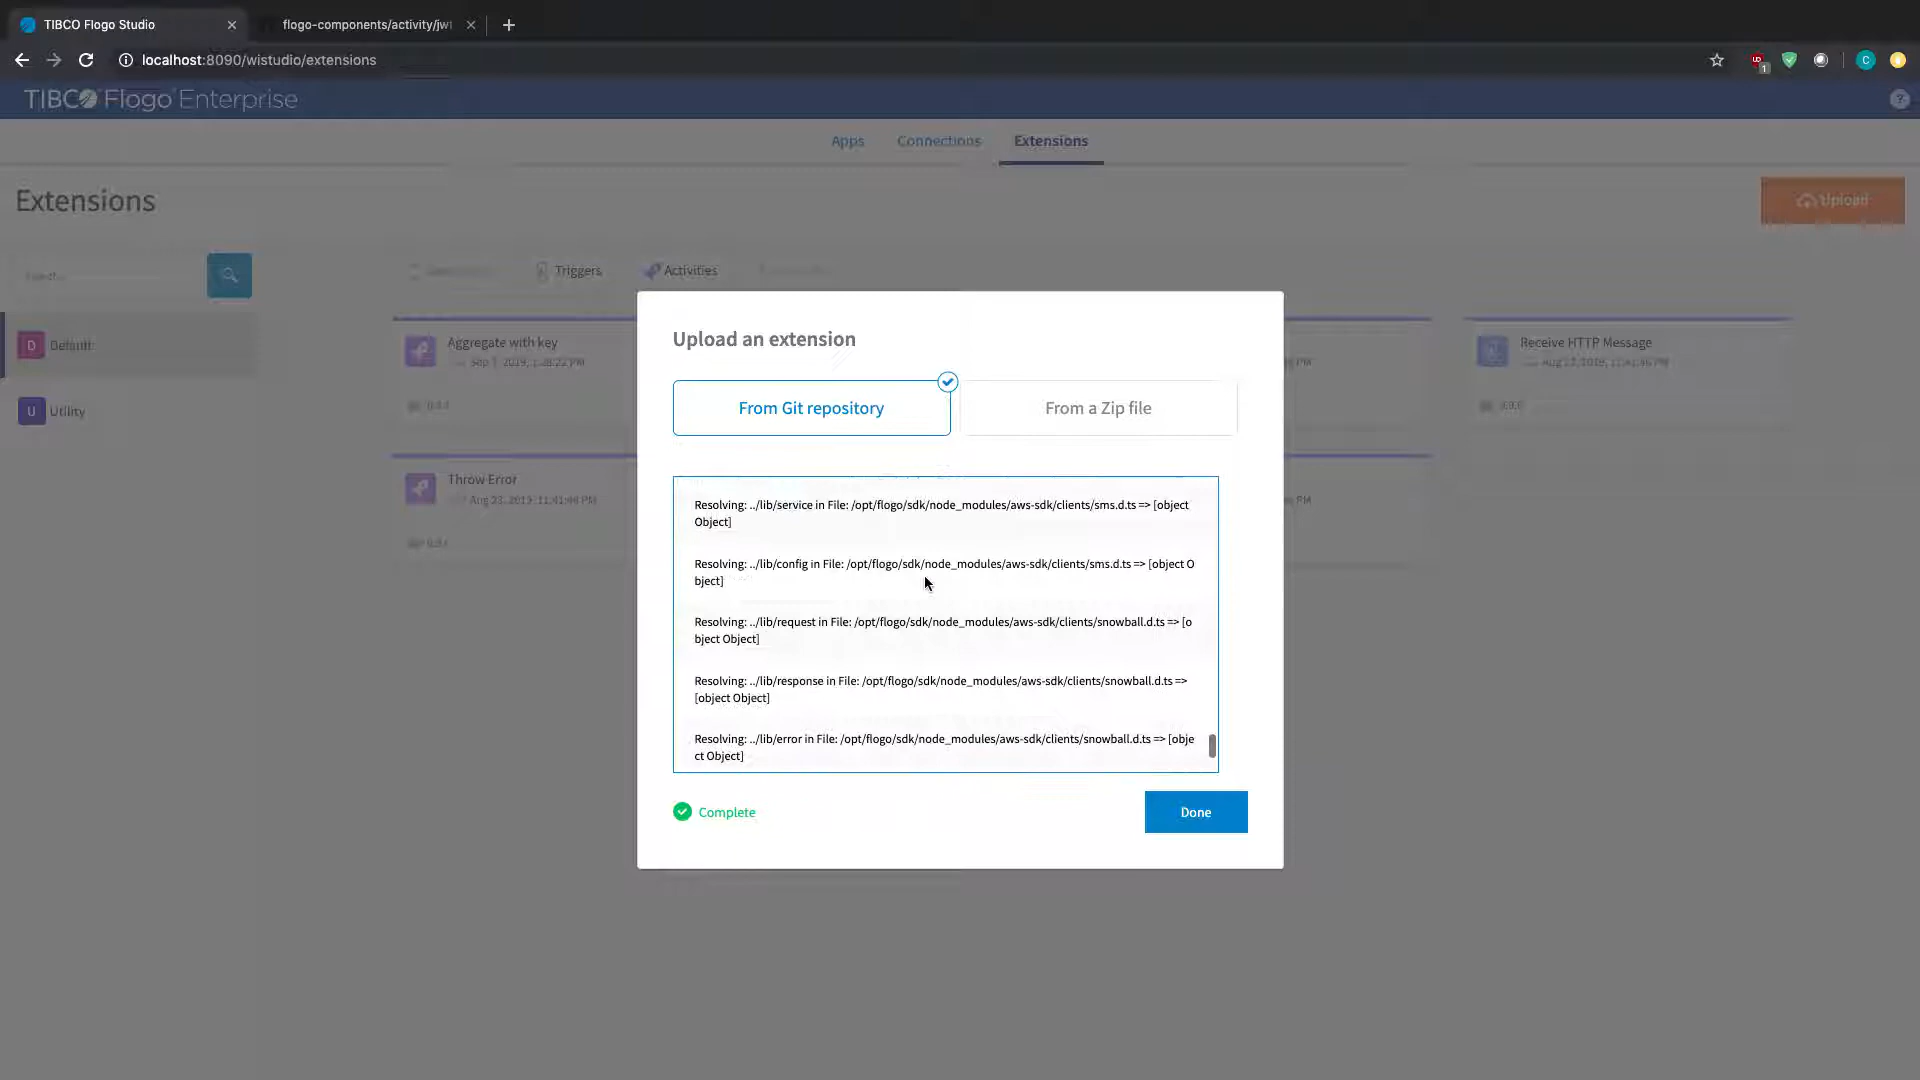 TIBCO Flogo Studio
flogo-components/activity/jwt
localhost:8090/wistudio/extensions
UD
1
C
TIBCO Flogo Enterprise
?
Apps
Connections
Extensions
Extensions
Upload
Triggers
Activities
D
Default
U
Utility
Aggregate with key
Receive HTTP Message
Throw Error
Upload an extension
From Git repository
From a Zip file
Resolving: ../lib/service in File: /opt/flogo/sdk/node_modules/aws-sdk/clients/sms.d.ts => [object
Object]
Resolving: ../lib/config in File: /opt/flogo/sdk/node_modules/aws-sdk/clients/sms.d.ts => [object O
bject]
Resolving: ../lib/request in File: /opt/flogo/sdk/node_modules/aws-sdk/clients/snowball.d.ts => [o
bject Object]
Resolving: ../lib/response in File: /opt/flogo/sdk/node_modules/aws-sdk/clients/snowball.d.ts =>
[object Object]
Resolving: ../lib/error in File: /opt/flogo/sdk/node_modules/aws-sdk/clients/snowball.d.ts => [obje
ct Object]
Complete
Done